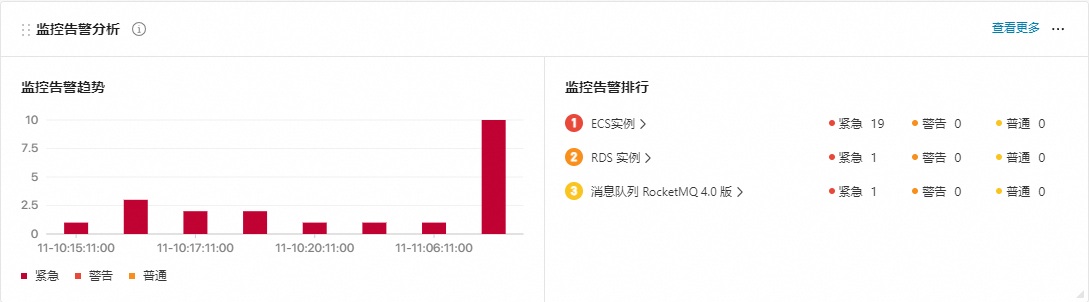 监控告警分析
查看更多
监控告警趋势
10
7.5
5
2.5
0
11-10:15:11:00 11-10:17:11:00 11-10:20:11:00 11-11:06:11:00
紧急 警告 普通
监控告警排行
1 ECS实例 紧急 19 警告 0 普通 0
2 RDS 实例 紧急 1 警告 0 普通 0
3 消息队列 RocketMQ 4.0 版 紧急 1 警告 0 普通 0